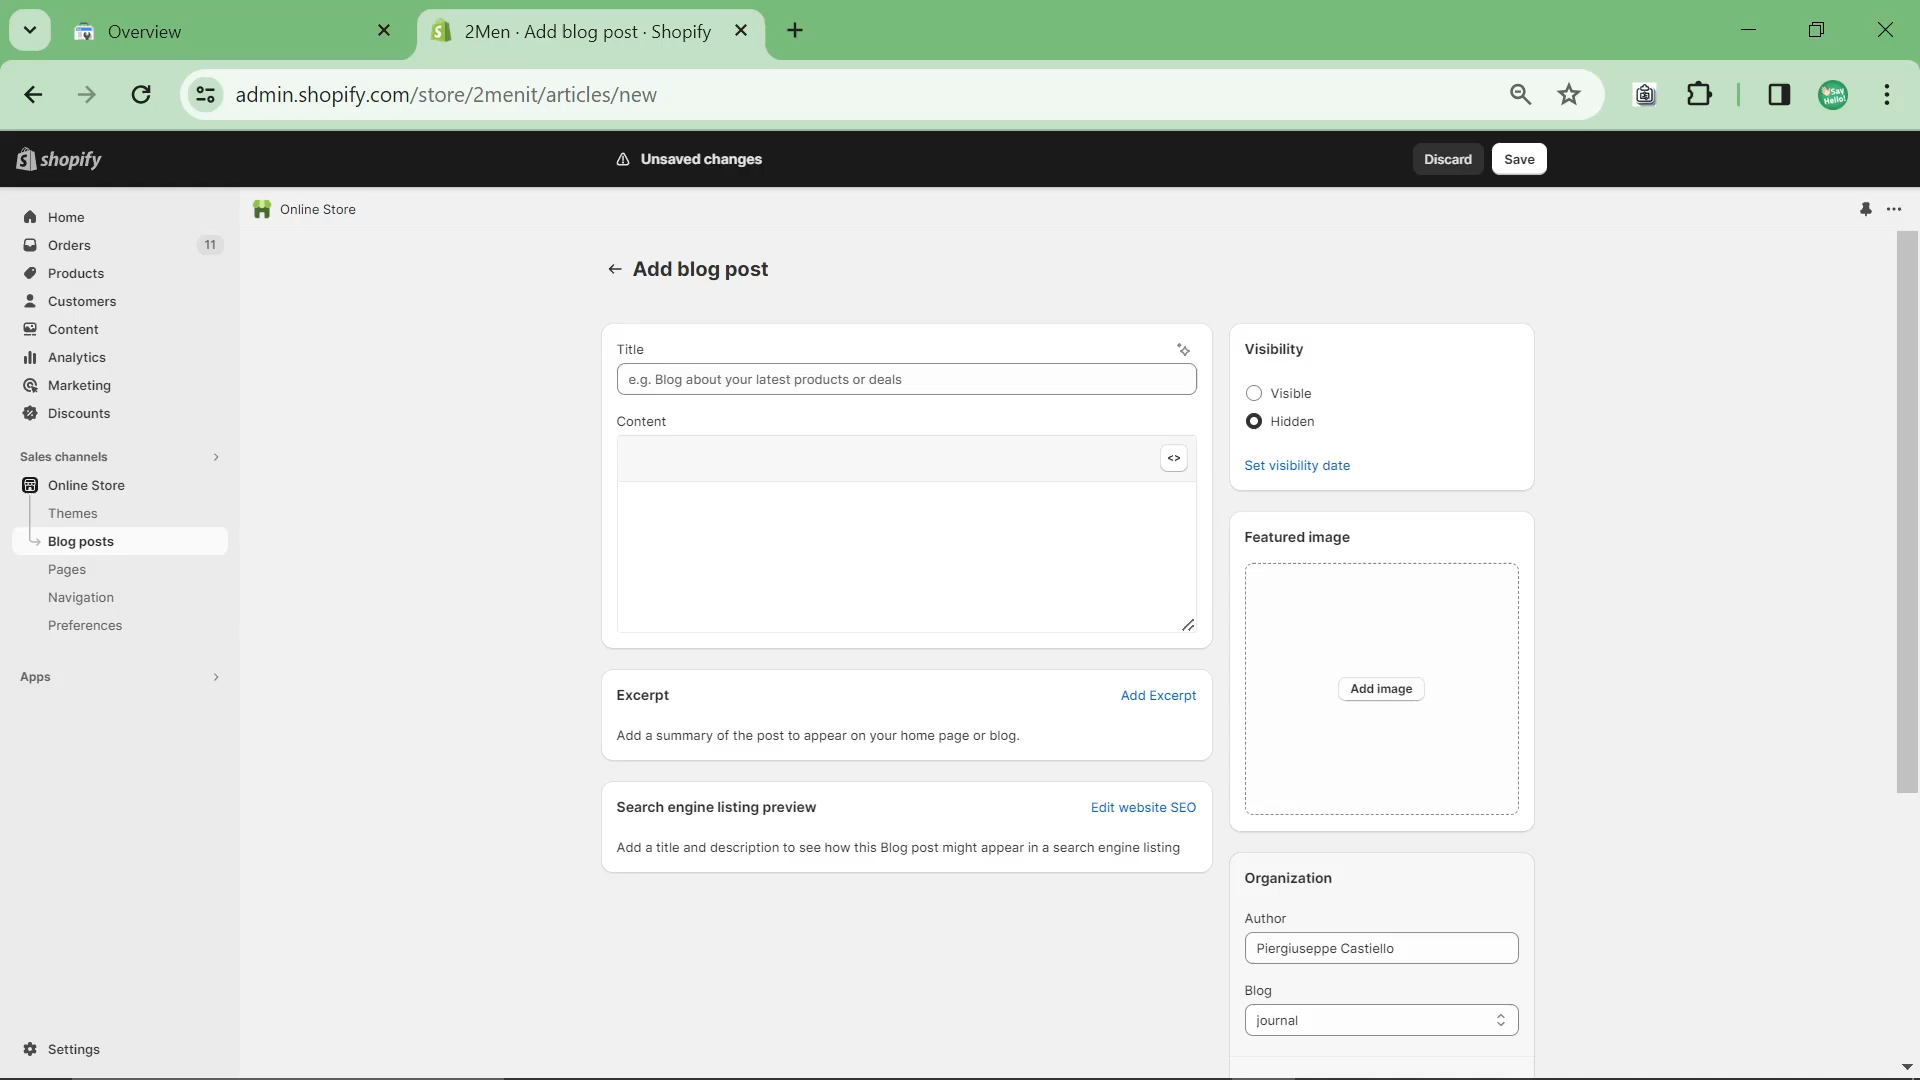 Overview
2Men · Add blog post · Shopify
admin.shopify.com/store/2menit/articles/new
Say Hello!
shopify
Unsaved changes
Discard
Save
Home
Orders
11
Products
Customers
Content
Analytics
Marketing
Discounts
Sales channels
Online Store
Themes
Blog posts
Pages
Navigation
Preferences
Apps
Settings
Online Store
Add blog post
Title
e.g. Blog about your latest products or deals
Content
<>
Excerpt
Add Excerpt
Add a summary of the post to appear on your home page or blog.
Search engine listing preview
Edit website SEO
Add a title and description to see how this Blog post might appear in a search engine listing
Visibility
Visible
Hidden
Set visibility date
Featured image
Add image
Organization
Author
Piergiuseppe Castiello
Blog
journal